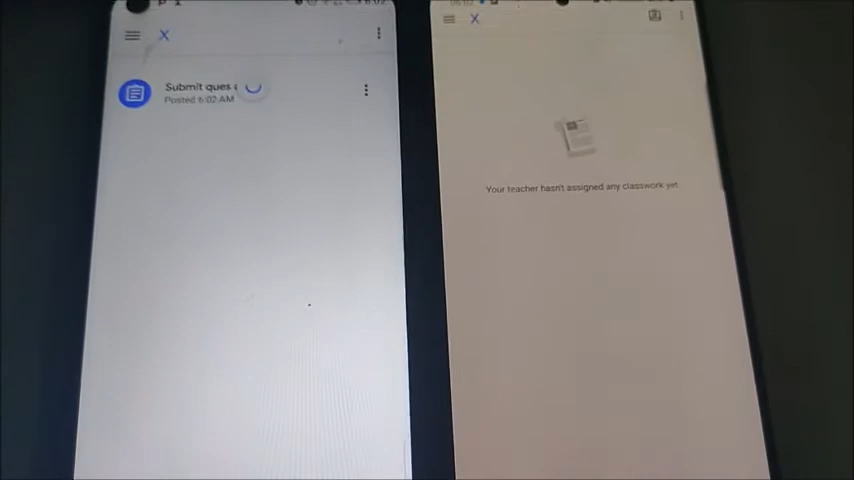 X
Submit ques
Posted 6:02 AM
X
Your teacher hasn't assigned any classwork yet